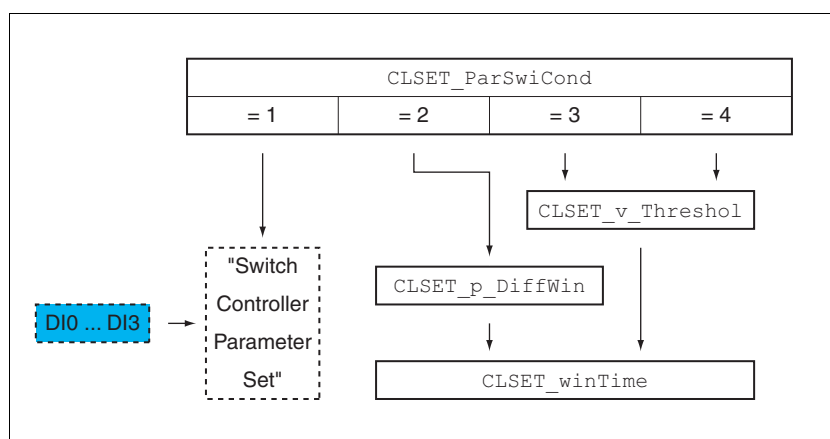 CLSET_ParSwiCond
= 1 = 2 = 3 = 4
CLSET_v_Threshol
"Switch
Controller
Parameter
Set"
CLSET_p_DiffWin
DI0 ... DI3
CLSET_winTime